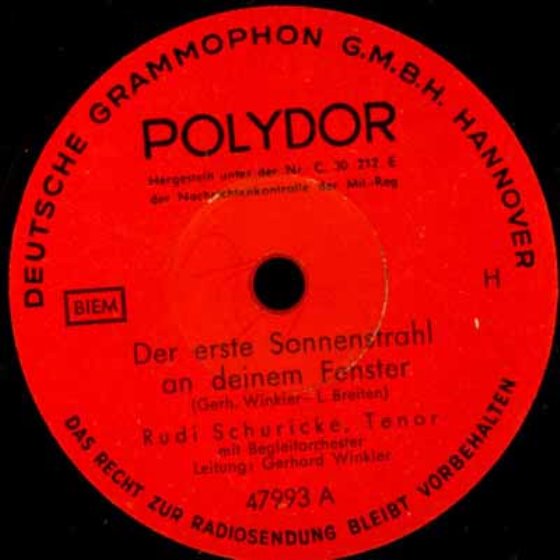 DEUTSCHE GRAMMOPHON G.M.B.H. HANNOVER
POLYDOR
Hergestellt unter der Nr. C. 30 212 E
der Nachrichtenkontrolle der Mil.-Reg
H
BIEM
Der erste Sonnenstrahl
an deinem Fenster
(Gerh. Winkler - I. Breiten)
Rudi Schuricke, Tenor
mit Begleitorchester
Leitung: Gerhard Winkler
47993 A
DAS RECHT ZUR RADIOSENDUNG BLEIBT VORBEHALTEN